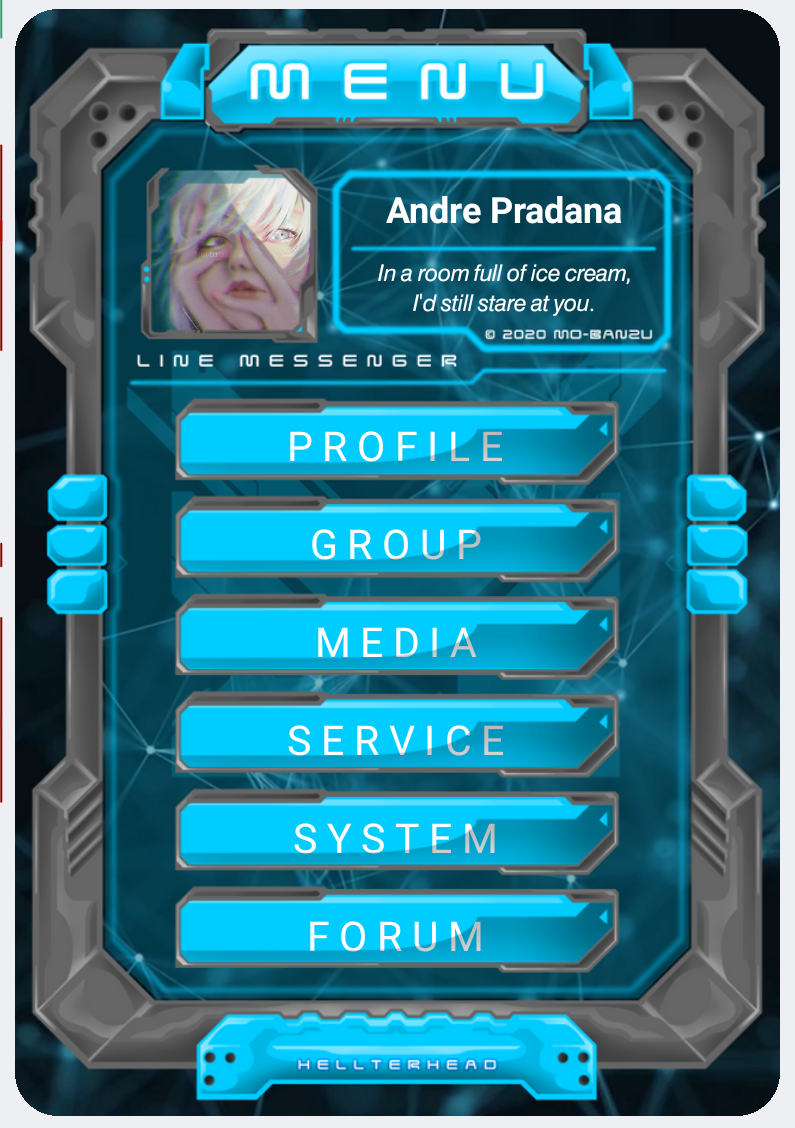 MENU
Andre Pradana
In a room full of ice cream,
I'd still stare at you.
© 2020 MO-BANZU
LINE MESSENGER
PROFILE
GROUP
MEDIA
SERVICE
SYSTEM
FORUM
HELLTERHEAD